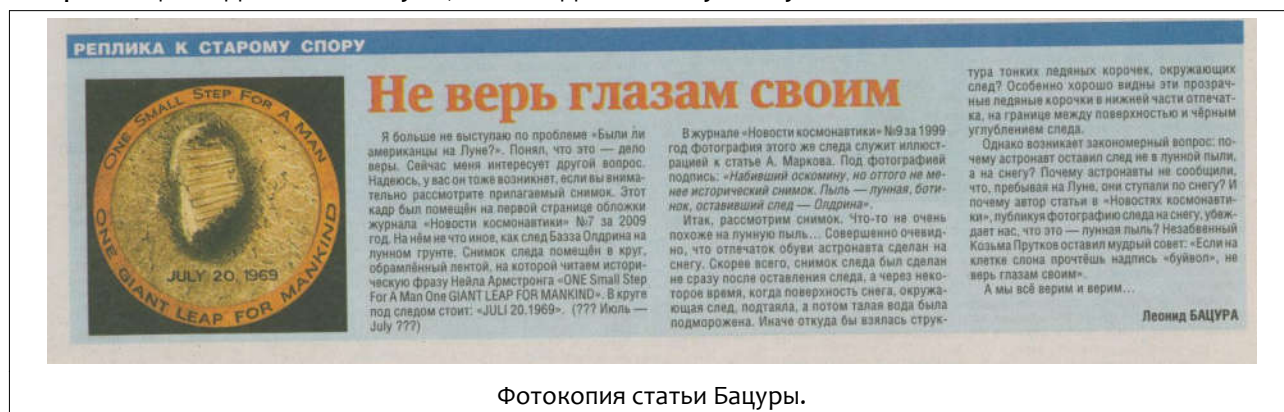 РЕПЛИКА К СТАРОМУ СПОРУ
ONE SMALL STEP FOR A MAN
JULY 20, 1969
ONE GIANT LEAP FOR MANKIND
Не верь глазам своим
Я больше не выступаю по проблеме «Были ли
американцы на Луне?». Понял, что это — дело
веры. Сейчас меня интересует другой вопрос.
Надеюсь, у вас он тоже возникнет, если вы внима-
тельно рассмотрите прилагаемый снимок. Этот
кадр был помещён на первой странице обложки
журнала «Новости космонавтики» №7 за 2009
год. На нём не что иное, как след Базза Олдрина на
лунном грунте. Снимок следа помещён в круг,
обрамлённый лентой, на которой читаем истори-
ческую фразу Нейла Армстронга «ONE Small Step
For A Man One GIANT LEAP FOR MANKIND». В круге
под следом стоит: «JULI 20.1969». (??? Июль —
July ???)
В журнале «Новости космонавтики» №9 за 1999
год фотография этого же следа служит иллюст-
рацией к статье А. Маркова. Под фотографией
подпись: «Набивший оскомину, но оттого не ме-
нее исторический снимок. Пыль — лунная, боти-
нок, оставивший след — Олдрина».
Итак, рассмотрим снимок. Что-то не очень
похоже на лунную пыль… Совершенно очевид-
но, что отпечаток обуви астронавта сделан на
снегу. Скорее всего, снимок следа был сделан
не сразу после оставления следа, а через неко-
торое время, когда поверхность снега, окружа-
ющая след, подтаяла, а потом талая вода была
подморожена. Иначе откуда бы взялась струк-
тура тонких ледяных корочек, окружающих
след? Особенно хорошо видны эти прозрач-
ные ледяные корочки в нижней части отпечат-
ка, на границе между поверхностью и чёрным
углублением следа.
Однако возникает закономерный вопрос: по-
чему астронавт оставил след не в лунной пыли,
а на снегу? Почему астронавты не сообщили,
что, пребывая на Луне, они ступали по снегу? И
почему автор статьи в «Новостях космонавти-
ки», публикуя фотографию следа на снегу, убеж-
дает нас, что это — лунная пыль? Незабвенный
Козьма Прутков оставил мудрый совет: «Если на
клетке слона прочтёшь надпись «буйвол», не
верь глазам своим».
А мы всё верим и верим…
Леонид БАЦУРА
Фотокопия статьи Бацуры.